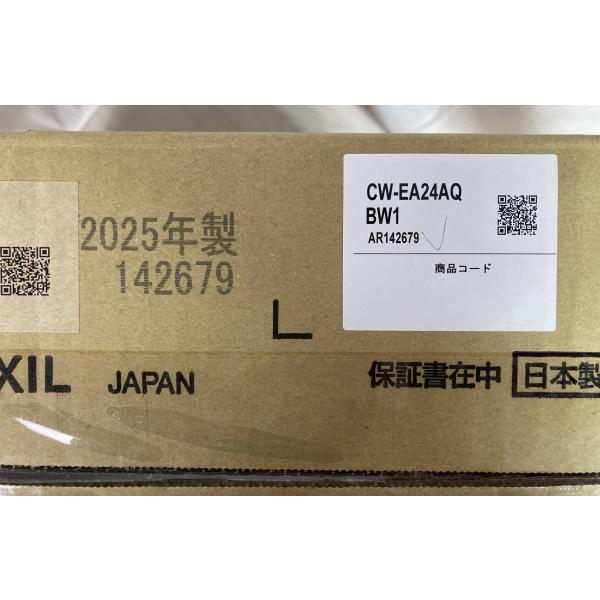 2025年製
142679
CW-EA24AQ
BW1
AR142679
商品コード
XIL JAPAN
保証書在中
日本製